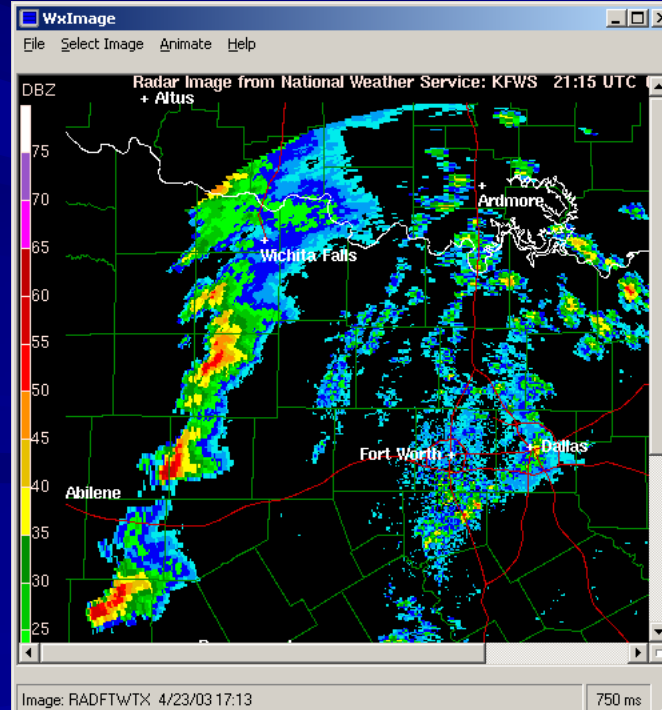 WxImage
File Select Image Animate Help
DBZ
Radar Image from National Weather Service: KFWS 21:15 UTC
Altus
75
70
Ardmore
65
Wichita Falls
60
55
50
45
Fort Worth
Dallas
40
Abilene
35
30
25
Image: RADFTWTX 4/23/03 17:13
750 ms